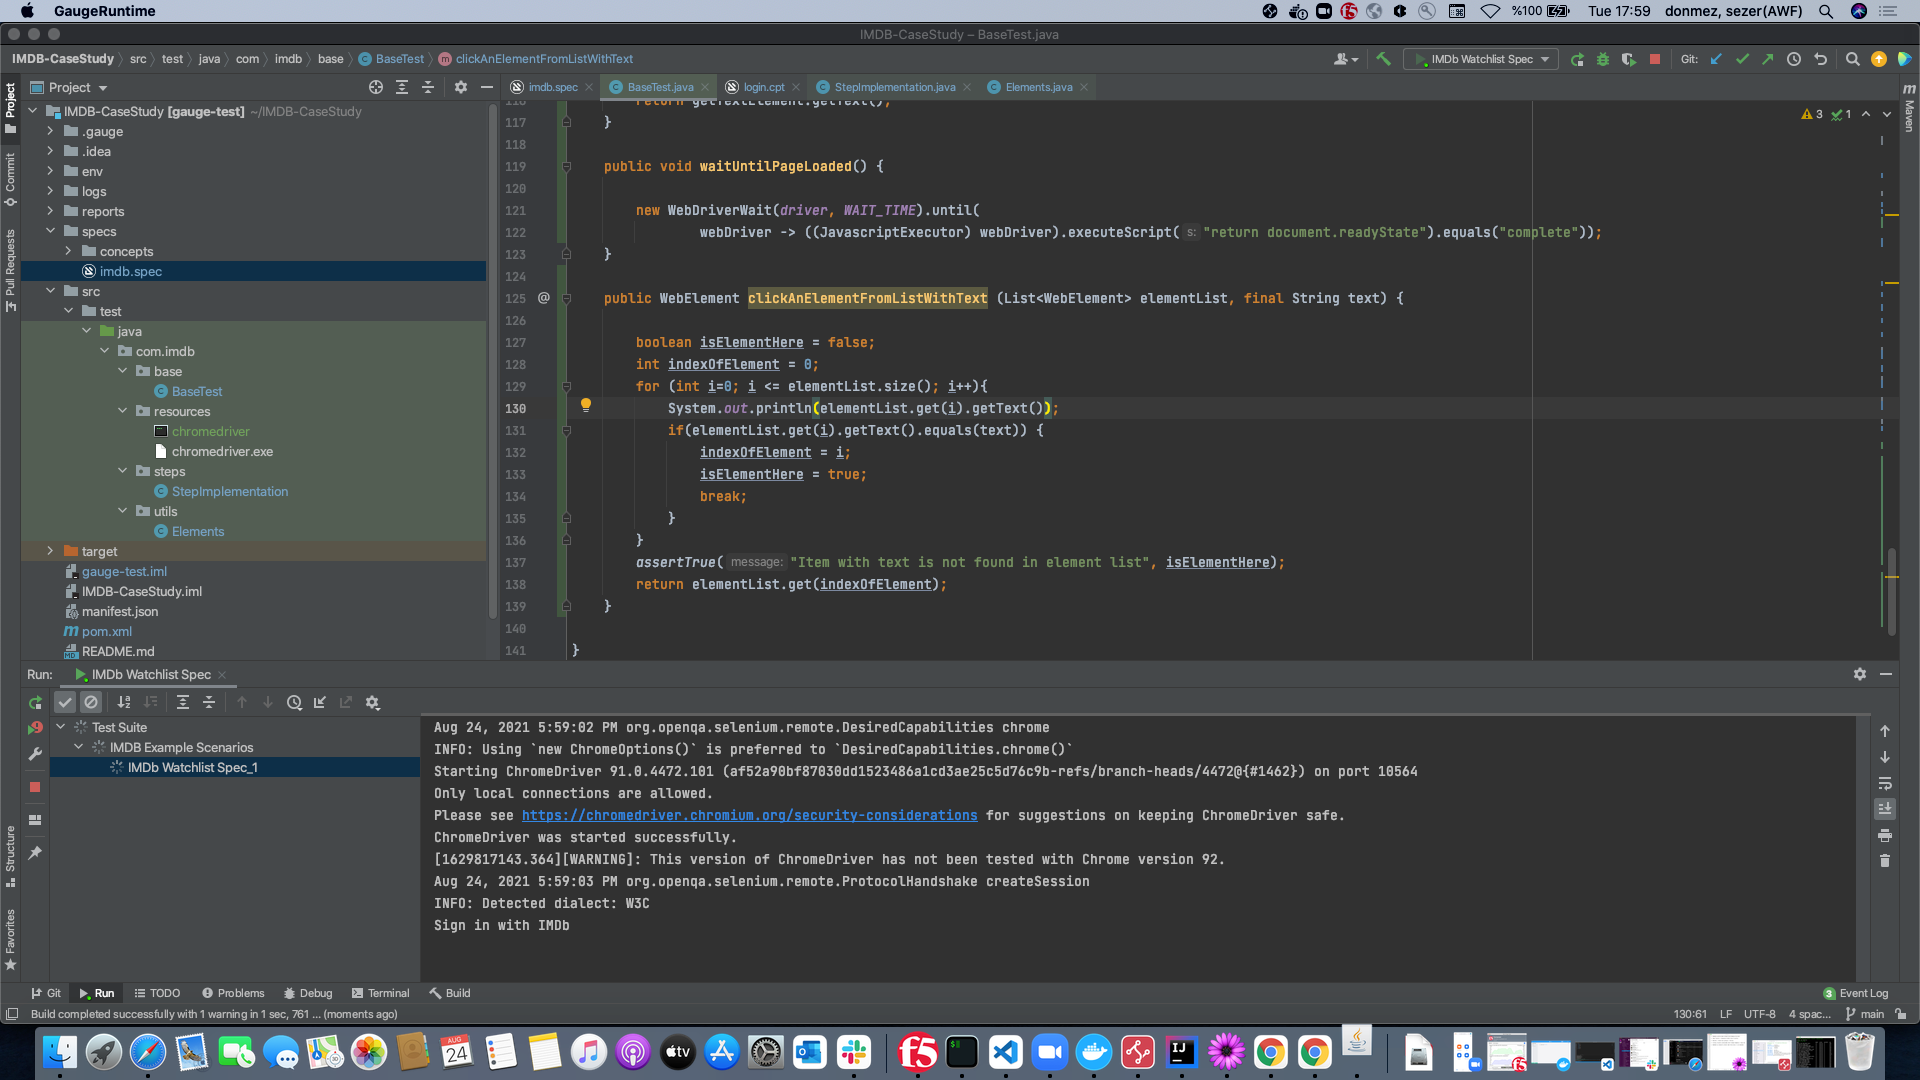 GaugeRuntime
%100
Tue 17:59
donmez, sezer(AWF)
IMDB-CaseStudy – BaseTest.java
IMDB-CaseStudy
src
test
java
com
imdb
base
BaseTest
clickAnElementFromListWithText
IMDb Watchlist Spec
Git:
Project
imdb.spec
BaseTest.java
login.cpt
StepImplementation.java
Elements.java
Project
Commit
Pull Requests
Structure
Favorites
Maven
IMDB-CaseStudy [gauge-test] ~/IMDB-CaseStudy
.gauge
.idea
env
logs
reports
specs
concepts
imdb.spec
src
test
java
com.imdb
base
BaseTest
resources
chromedriver
chromedriver.exe
steps
StepImplementation
utils
Elements
target
gauge-test.iml
IMDB-CaseStudy.iml
manifest.json
pom.xml
README.md
3
1
116 return getTextElement.getText();
117 }
118
119 public void waitUntilPageLoaded() {
120
121 new WebDriverWait(driver, WAIT_TIME).until(
122 webDriver -> ((JavascriptExecutor) webDriver).executeScript( s: "return document.readyState").equals("complete"));
123 }
124
125 @ public WebElement clickAnElementFromListWithText (List<WebElement> elementList, final String text) {
126
127 boolean isElementHere = false;
128 int indexOfElement = 0;
129 for (int i=0; i <= elementList.size(); i++){
130 System.out.println(elementList.get(i).getText());
131 if(elementList.get(i).getText().equals(text)) {
132 indexOfElement = i;
133 isElementHere = true;
134 break;
135 }
136 }
137 assertTrue( message: "Item with text is not found in element list", isElementHere);
138 return elementList.get(indexOfElement);
139 }
140
141 }
Run:
IMDb Watchlist Spec
Test Suite
IMDB Example Scenarios
IMDb Watchlist Spec_1
Aug 24, 2021 5:59:02 PM org.openqa.selenium.remote.DesiredCapabilities chrome
INFO: Using `new ChromeOptions()` is preferred to `DesiredCapabilities.chrome()`
Starting ChromeDriver 91.0.4472.101 (af52a90bf87030dd1523486a1cd3ae25c5d76c9b-refs/branch-heads/4472@{#1462}) on port 10564
Only local connections are allowed.
Please see https://chromedriver.chromium.org/security-considerations for suggestions on keeping ChromeDriver safe.
ChromeDriver was started successfully.
[1629817143.364][WARNING]: This version of ChromeDriver has not been tested with Chrome version 92.
Aug 24, 2021 5:59:03 PM org.openqa.selenium.remote.ProtocolHandshake createSession
INFO: Detected dialect: W3C
Sign in with IMDb
Git
Run
TODO
Problems
Debug
Terminal
Build
3 Event Log
Build completed successfully with 1 warning in 1 sec, 761 ... (moments ago)
130:61
LF
UTF-8
4 spac...
main
AUG
24
tv